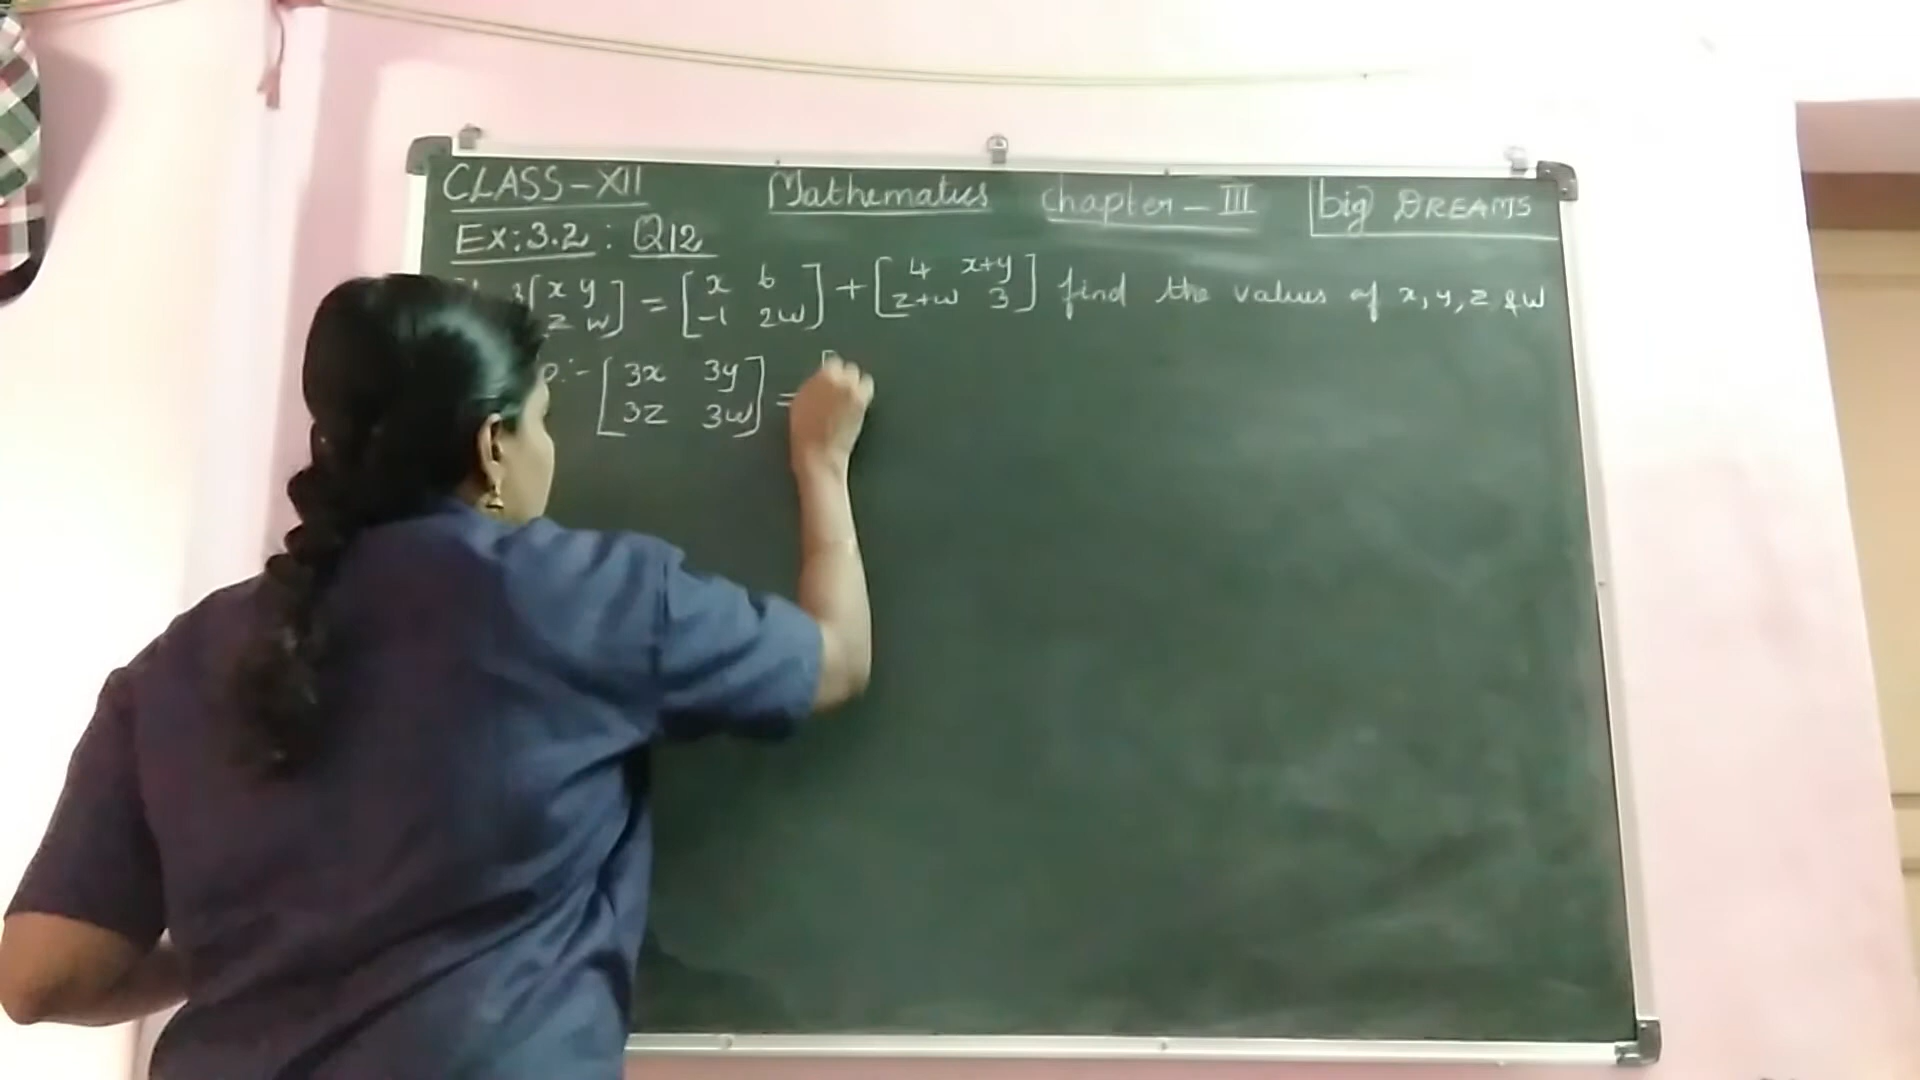 CLASS-XII Mathematics Chapter-III big DREAMS
Ex:3.2: Q12
3[x y = [x 6 ] + [4 x+y] find the values of x, y, z & w
z w] -1 2w z+w 3
:- [3x 3y] = [
3z 3w